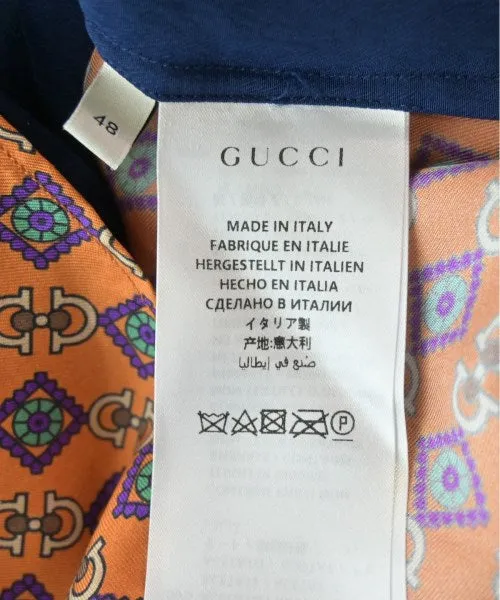 48
GUCCI
MADE IN ITALY
FABRIQUE EN ITALIE
HERGESTELLT IN ITALIEN
HECHO EN ITALIA
СДЕЛАНО В ИТАЛИИ
イタリア製
产地:意大利
صنع في إيطاليا
P